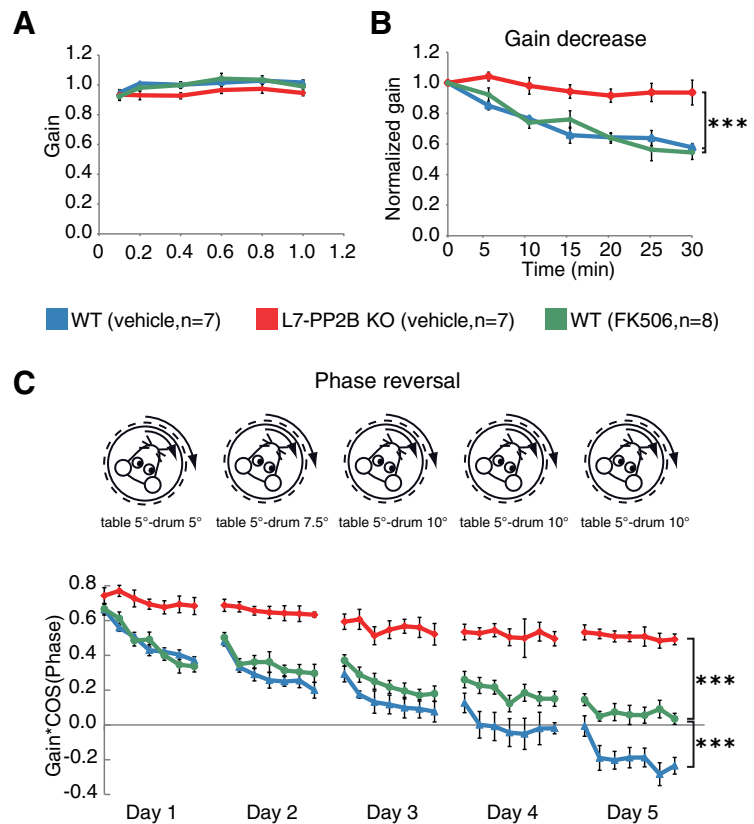 A
1.2
1.0
0.8
0.6
0.4
0.2
0.0
Gain
0 0.2 0.4 0.6 0.8 1.0 1.2
B
Gain decrease
1.2
1.0
0.8
0.6
0.4
0.2
0.0
Normalized gain
0 5 10 15 20 25 30
Time (min)
***
WT (vehicle,n=7) L7-PP2B KO (vehicle,n=7) WT (FK506,n=8)
C
Phase reversal
table 5°-drum 5° table 5°-drum 7.5° table 5°-drum 10° table 5°-drum 10° table 5°-drum 10°
0.8
0.6
0.4
0.2
0.0
-0.2
-0.4
Gain*COS(Phase)
***
***
Day 1 Day 2 Day 3 Day 4 Day 5